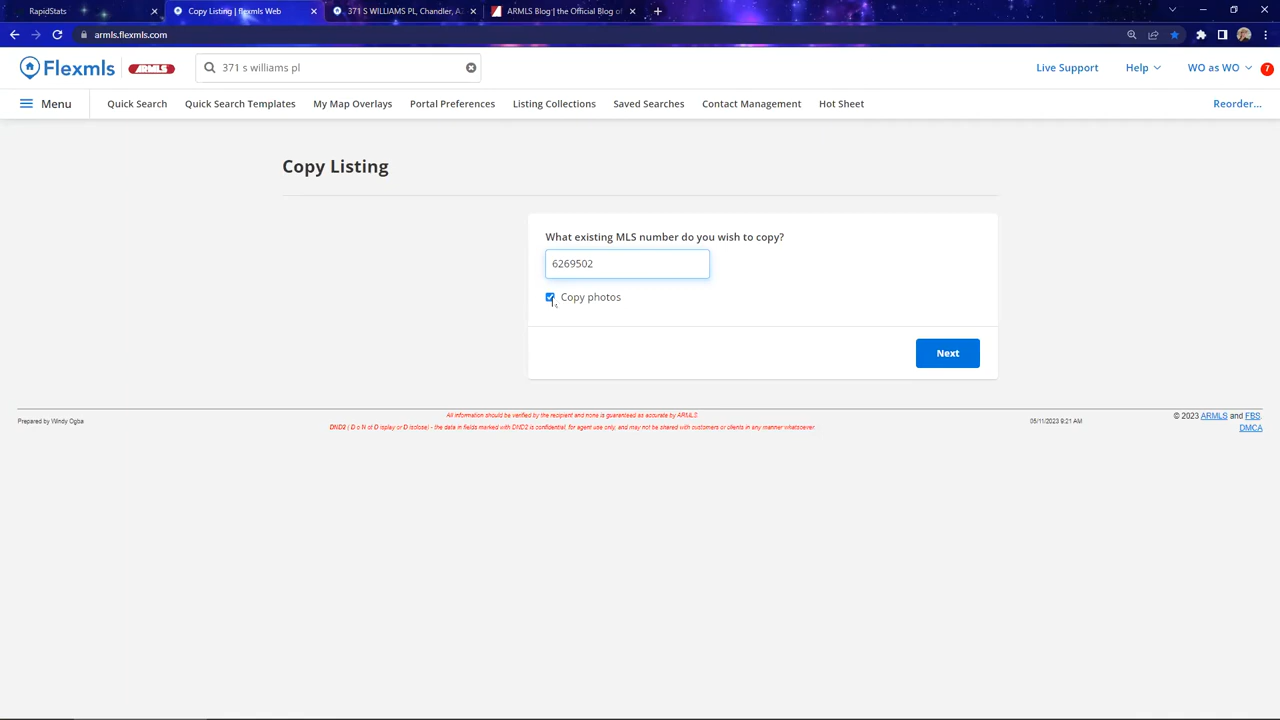 RapidStats
Copy Listing | flexmls Web
371 S WILLIAMS PL, Chandler, A
ARMLS Blog | the Official Blog of
armls.flexmls.com
Flexmls
ARMLS
371 s williams pl
Live Support
Help
WO as WO
7
Menu
Quick Search
Quick Search Templates
My Map Overlays
Portal Preferences
Listing Collections
Saved Searches
Contact Management
Hot Sheet
Reorder...
Copy Listing
What existing MLS number do you wish to copy?
6269502
Copy photos
Next
Prepared by Windy Ogba
All information should be verified by the recipient and none is guaranteed as accurate by ARMLS.
DND2 ( D o N ot D isplay or D isclose) - the data in fields marked with DND2 is confidential, for agent use only, and may not be shared with customers or clients in any manner whatsoever.
05/11/2023 9:21 AM
© 2023 ARMLS and FBS
DMCA